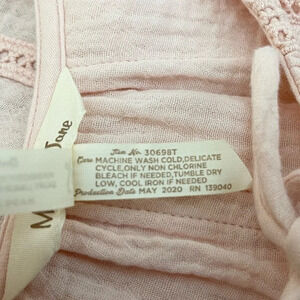 Jane
Item No. 30698T
Care MACHINE WASH COLD, DELICATE
CYCLE, ONLY NON CHLORINE
BLEACH IF NEEDED, TUMBLE DRY
LOW, COOL IRON IF NEEDED
Production Date MAY 2020 RN 139040